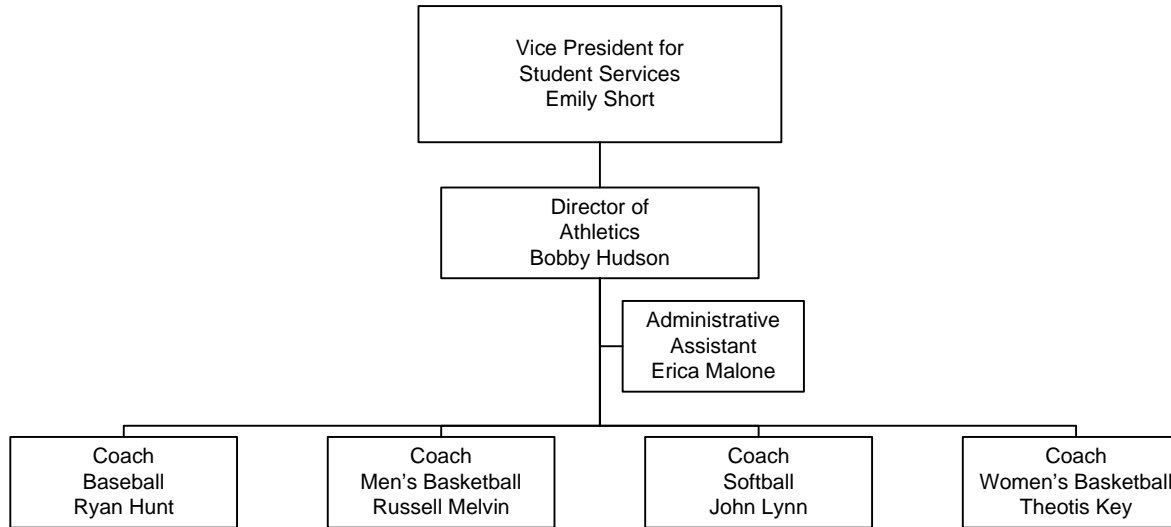 Vice President for
Student Services
Emily Short
Director of
Athletics
Bobby Hudson
Administrative
Assistant
Erica Malone
Coach
Baseball
Ryan Hunt
Coach
Men's Basketball
Russell Melvin
Coach
Softball
John Lynn
Coach
Women's Basketball
Theotis Key